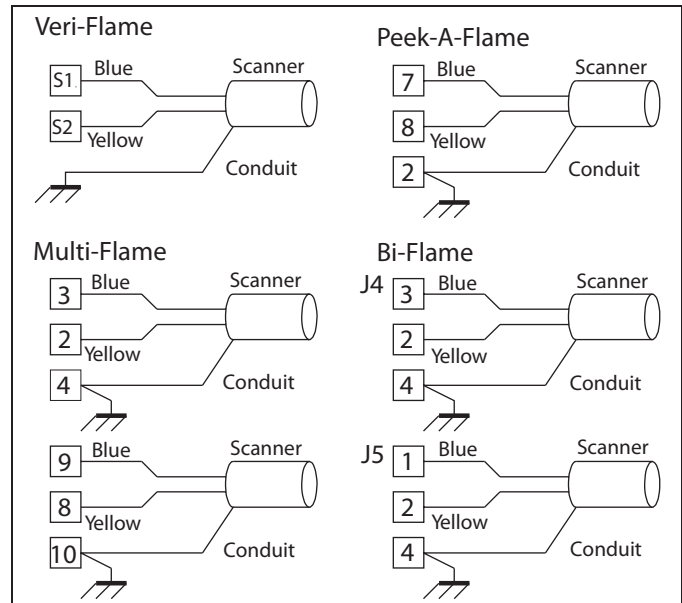 Veri-Flame
S1 Blue Scanner
S2 Yellow
Conduit
Peek-A-Flame
7 Blue Scanner
8 Yellow
2 Conduit
Multi-Flame
3 Blue Scanner
2 Yellow
4 Conduit
9 Blue Scanner
8 Yellow
10 Conduit
Bi-Flame
J4 3 Blue Scanner
2 Yellow
4 Conduit
J5 1 Blue Scanner
2 Yellow
4 Conduit